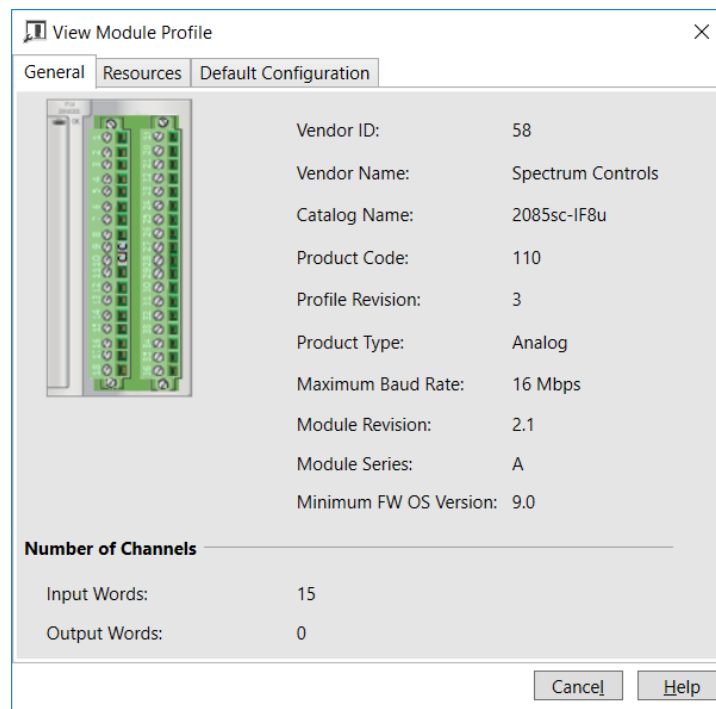 View Module Profile
General Resources Default Configuration
Vendor ID: 58
Vendor Name: Spectrum Controls
Catalog Name: 2085sc-IF8u
Product Code: 110
Profile Revision: 3
Product Type: Analog
Maximum Baud Rate: 16 Mbps
Module Revision: 2.1
Module Series: A
Minimum FW OS Version: 9.0
Number of Channels
Input Words: 15
Output Words: 0
Cancel Help